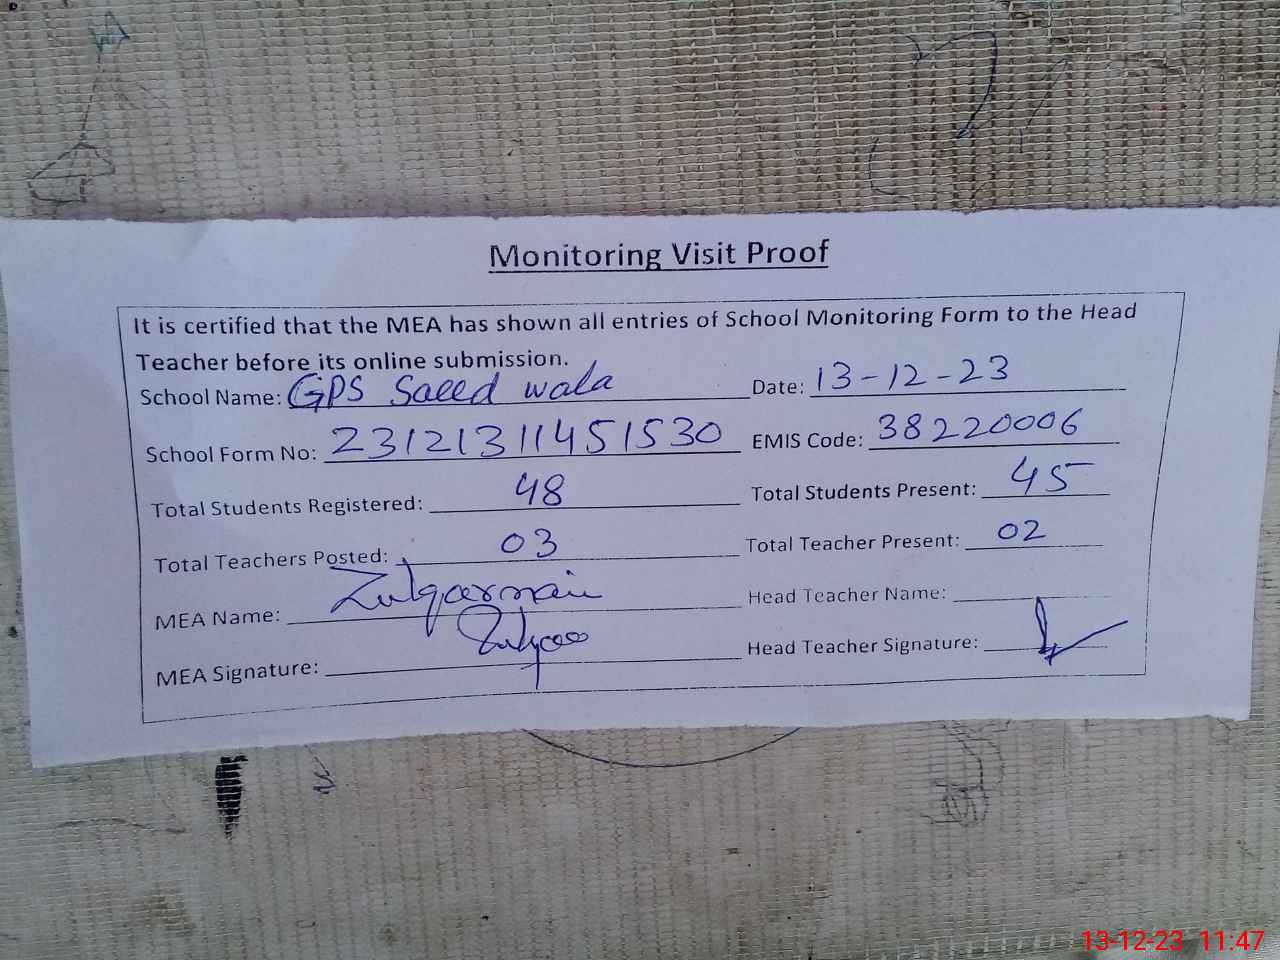 Monitoring Visit Proof
It is certified that the MEA has shown all entries of School Monitoring Form to the Head
Teacher before its online submission.
School Name: GPS Saeed wala Date: 13-12-23
School Form No: 23121311451530 EMIS Code: 38220006
Total Students Registered: 48 Total Students Present: 45
Total Teachers Posted: 03 Total Teacher Present: 02
MEA Name: Zulqarnain Head Teacher Name:
MEA Signature: Head Teacher Signature:
13-12-23 11:47